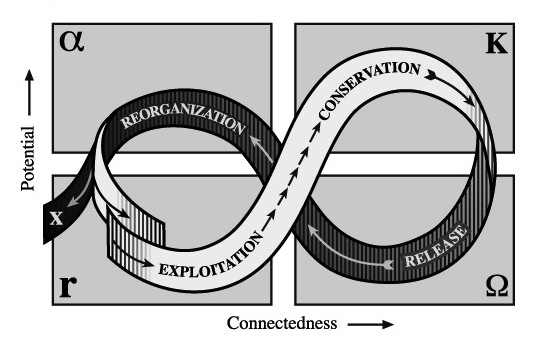 α
K
REORGANIZATION
CONSERVATION
Potential
x
EXPLOITATION
RELEASE
r
Ω
Connectedness